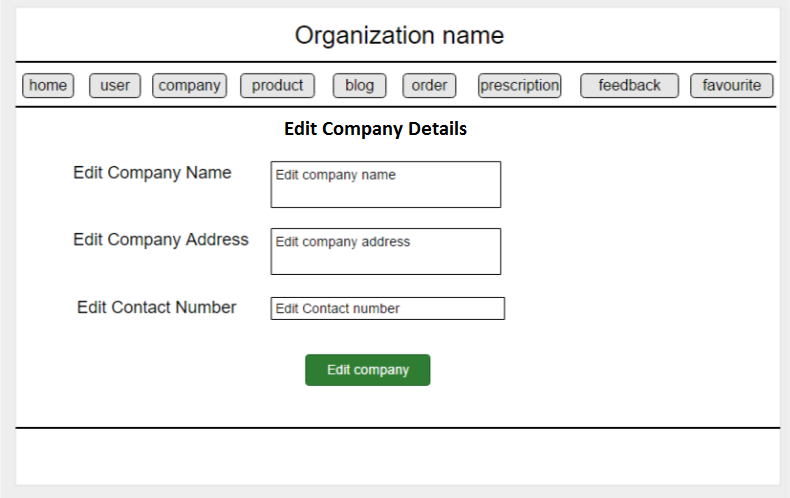 Organization name
home user company product blog order prescription feedback favourite
Edit Company Details
Edit Company Name Edit company name
Edit Company Address Edit company address
Edit Contact Number Edit Contact number
Edit company